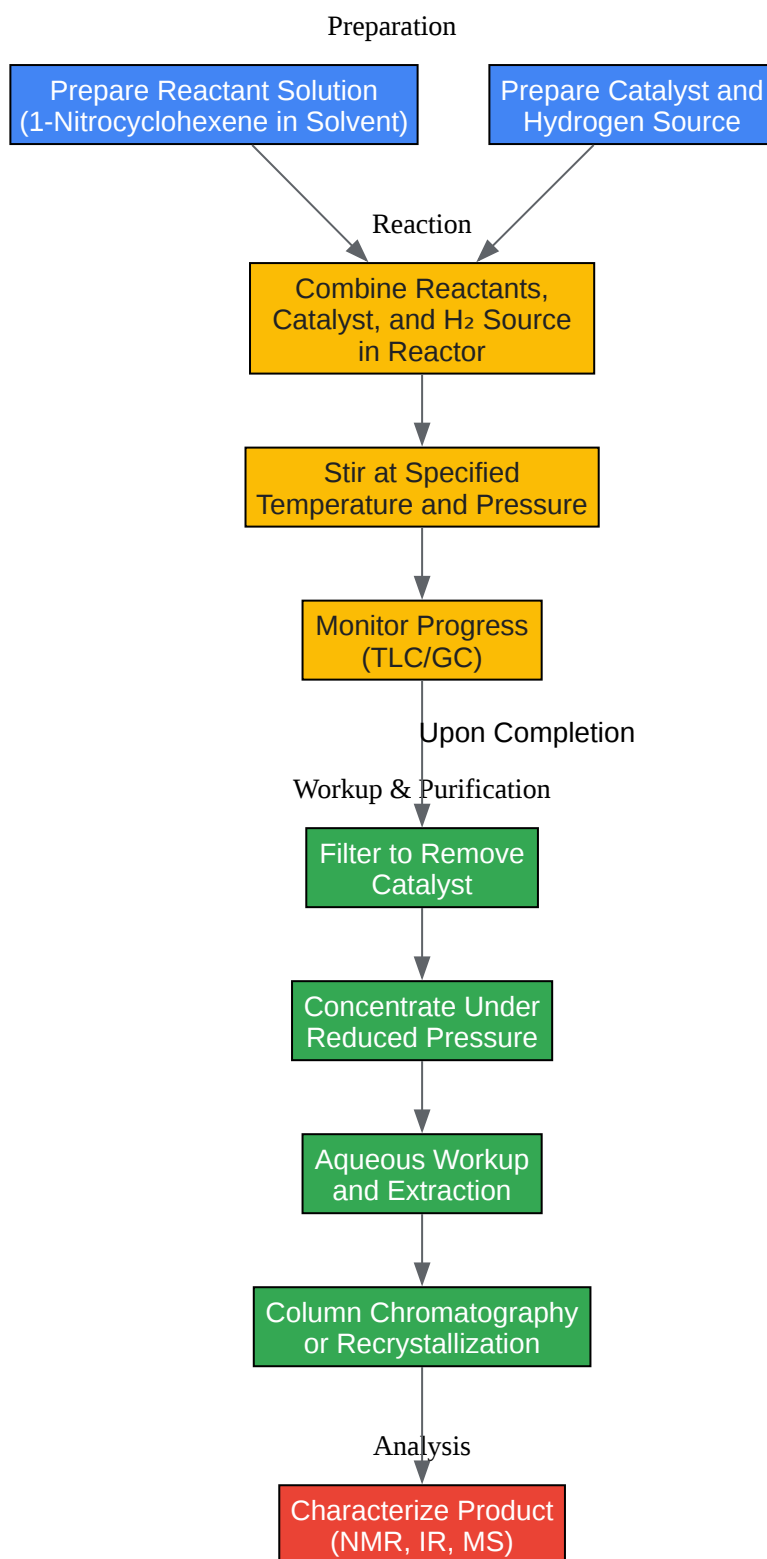 Preparation
Prepare Reactant Solution
(1-Nitrocyclohexene in Solvent)
Prepare Catalyst and
Hydrogen Source
Reaction
Combine Reactants,
Catalyst, and H₂ Source
in Reactor
Stir at Specified
Temperature and Pressure
Monitor Progress
(TLC/GC)
Upon Completion
Workup & Purification
Filter to Remove
Catalyst
Concentrate Under
Reduced Pressure
Aqueous Workup
and Extraction
Column Chromatography
or Recrystallization
Analysis
Characterize Product
(NMR, IR, MS)